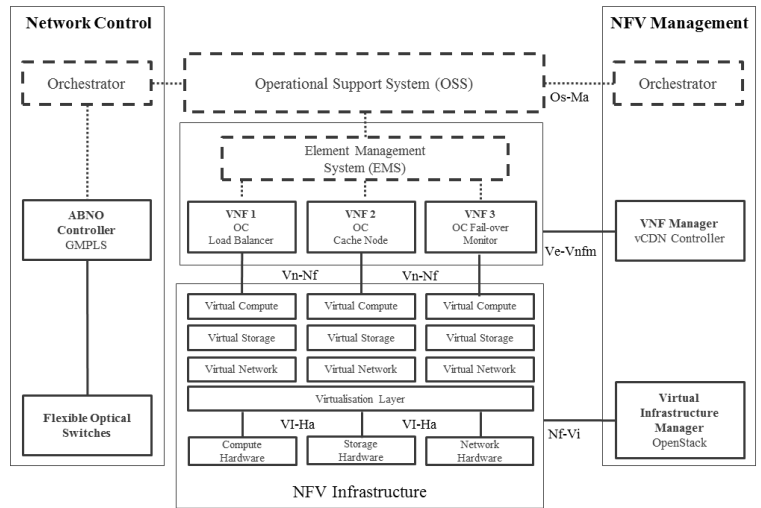 Network Control
NFV Management
Orchestrator
Operational Support System (OSS)
Orchestrator
Os-Ma
Element Management
System (EMS)
ABNO
Controller
GMPLS
VNF 1
OC
Load Balancer
VNF 2
OC
Cache Node
VNF 3
OC Fail-over
Monitor
VNF Manager
vCDN Controller
Ve-Vnfm
Vn-Nf
Vn-Nf
Virtual Compute
Virtual Compute
Virtual Compute
Virtual Storage
Virtual Storage
Virtual Storage
Virtual Network
Virtual Network
Virtual Network
Virtualisation Layer
Flexible Optical
Switches
VI-Ha
VI-Ha
Nf-Vi
Virtual
Infrastructure
Manager
OpenStack
Compute
Hardware
Storage
Hardware
Network
Hardware
NFV Infrastructure